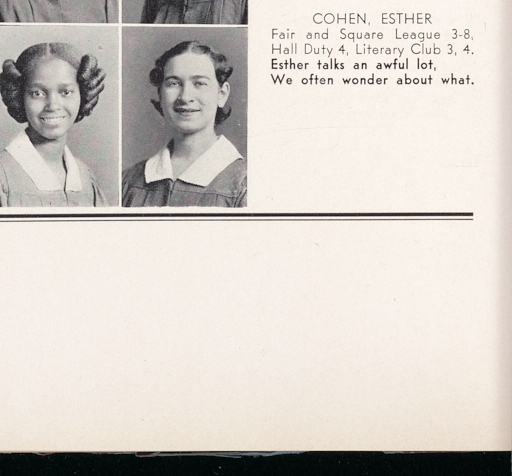 COHEN, ESTHER
Fair and Square League 3-8,
Hall Duty 4, Literary Club 3, 4.
Esther talks an awful lot,
We often wonder about what.